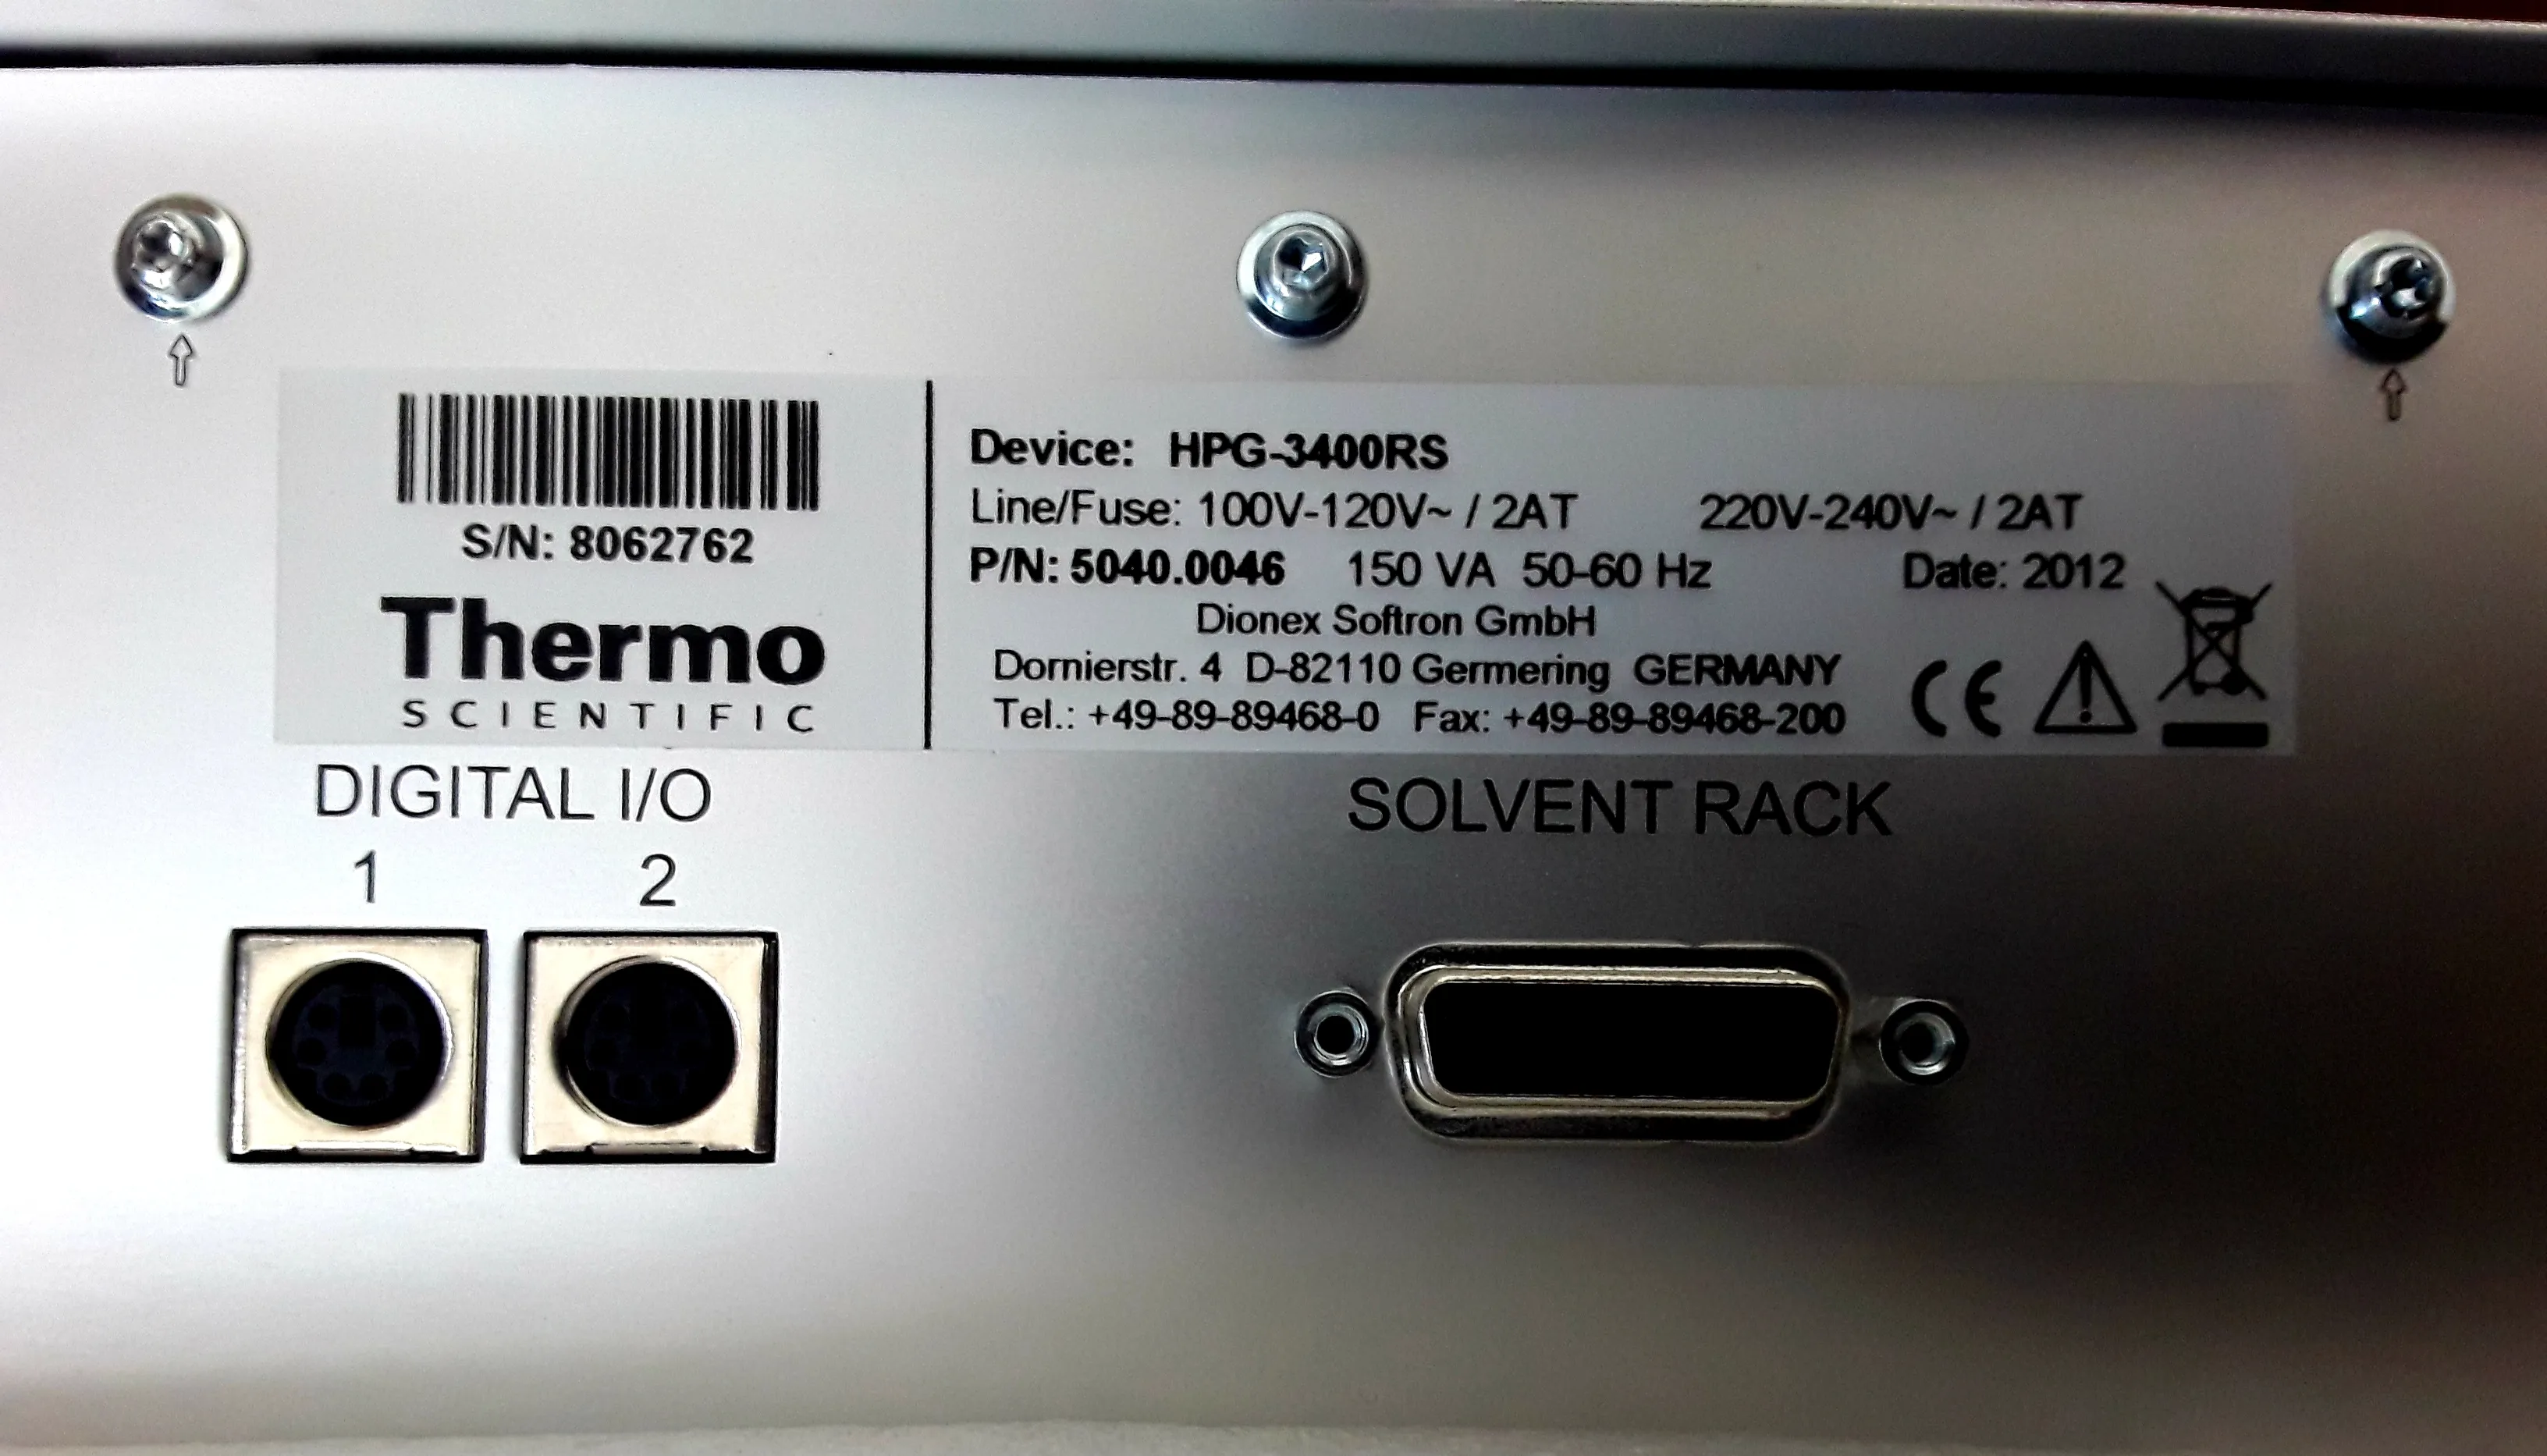 S/N: 8062762
Thermo
SCIENTIFIC
Device: HPG-3400RS
Line/Fuse: 100V-120V~ / 2AT 220V-240V~ / 2AT
P/N: 5040.0046 150 VA 50-60 Hz Date: 2012
Dionex Softron GmbH
Dornierstr. 4 D-82110 Germering GERMANY
Tel.: +49-89-89468-0 Fax: +49-89-89468-200
CE
DIGITAL I/O
1 2
SOLVENT RACK